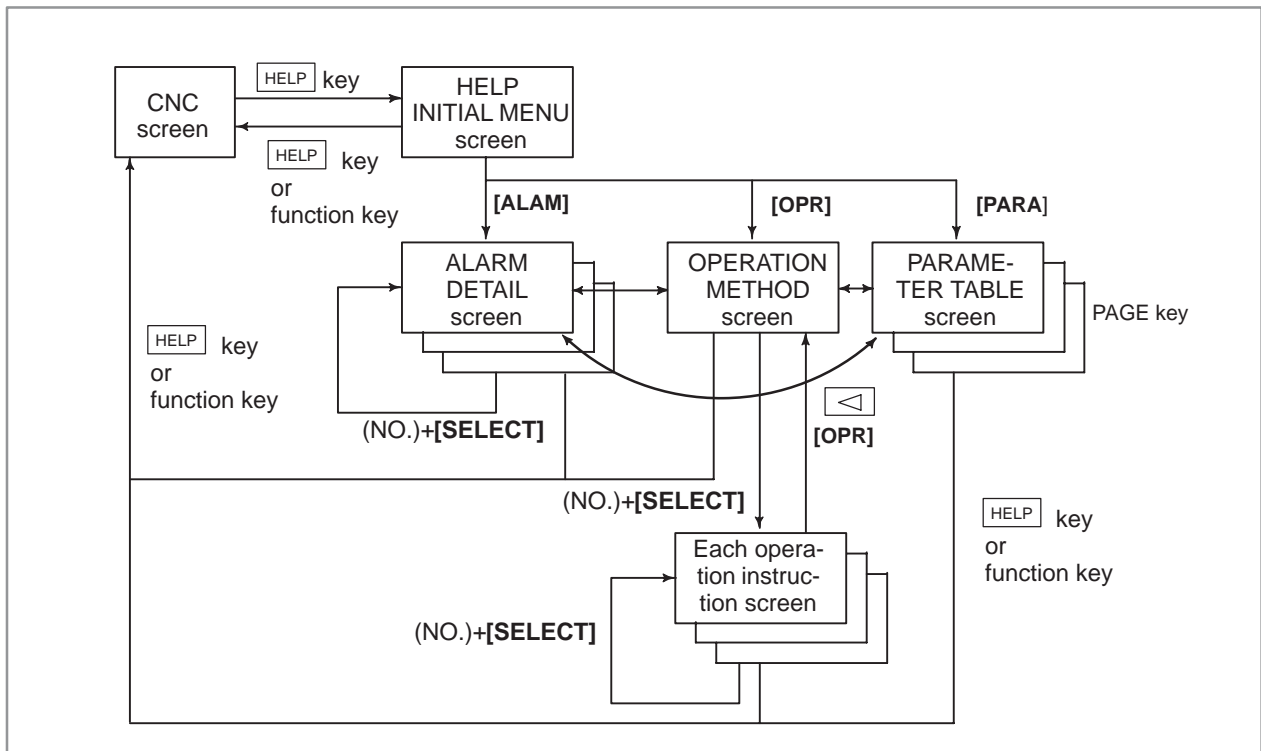 HELP key
CNC
screen
HELP
INITIAL MENU
screen
HELP key
or
function key
[ALAM]
[OPR]
[PARA]
ALARM
DETAIL
screen
OPERATION
METHOD
screen
PARAME-
TER TABLE
screen
PAGE key
HELP key
or
function key
(NO.)+[SELECT]
[OPR]
(NO.)+[SELECT]
HELP key
or
function key
Each opera-
tion instruc-
tion screen
(NO.)+[SELECT]